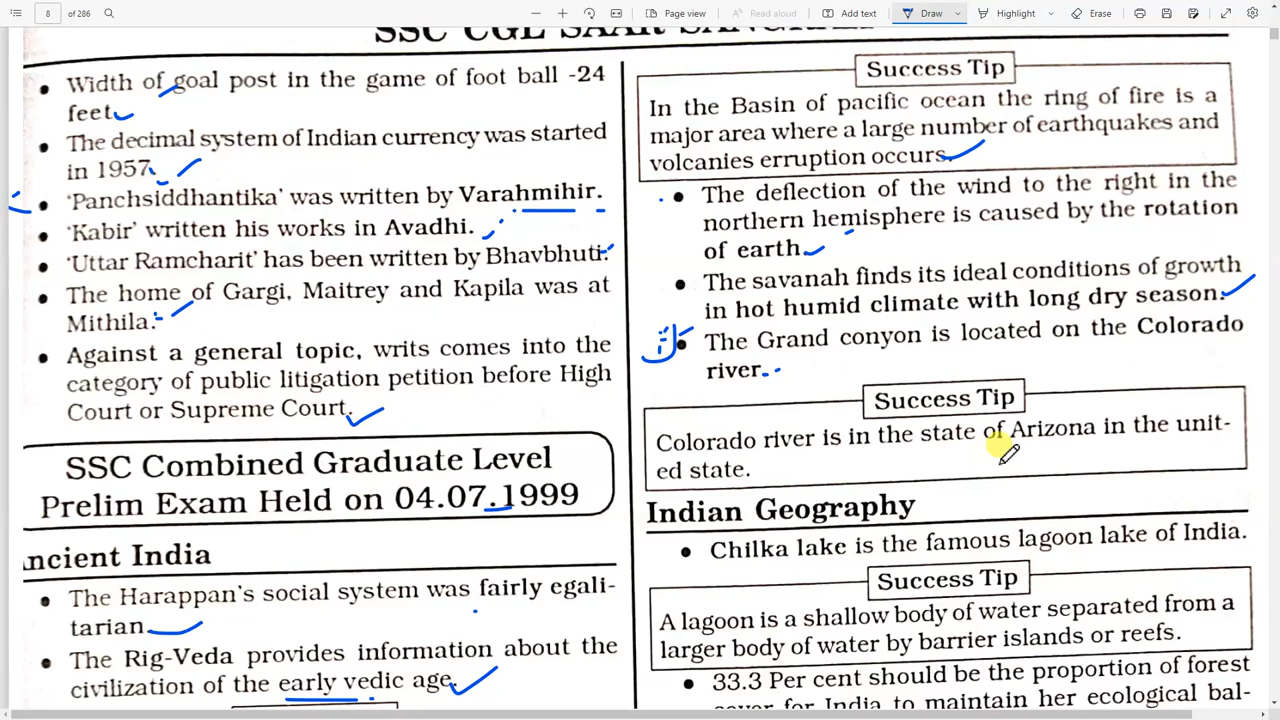 8 of 286
Page view
Read aloud
Add text
Draw
Highlight
Erase
SSC CGL SAAR SANGRAH
• Width of goal post in the game of foot ball -24
feet
• The decimal system of Indian currency was started
in 1957.
• 'Panchsiddhantika' was written by Varahmihir.
• 'Kabir' written his works in Avadhi.
• 'Uttar Ramcharit' has been written by Bhavbhuti.
• The home of Gargi, Maitrey and Kapila was at
Mithila.
• Against a general topic, writs comes into the
category of public litigation petition before High
Court or Supreme Court.
SSC Combined Graduate Level
Prelim Exam Held on 04.07.1999
ncient India
• The Harappan's social system was fairly egali-
tarian.
• The Rig-Veda provides information about the
civilization of the early vedic age.
Success Tip
In the Basin of pacific ocean the ring of fire is a
major area where a large number of earthquakes and
volcanies erruption occurs.
• The deflection of the wind to the right in the
northern hemisphere is caused by the rotation
of earth.
• The savanah finds its ideal conditions of growth
in hot humid climate with long dry season.
• The Grand conyon is located on the Colorado
river.
Success Tip
Colorado river is in the state of Arizona in the unit-
ed state.
Indian Geography
• Chilka lake is the famous lagoon lake of India.
Success Tip
A lagoon is a shallow body of water separated from a
larger body of water by barrier islands or reefs.
• 33.3 Per cent should be the proportion of forest
cover for India to maintain her ecological bal-